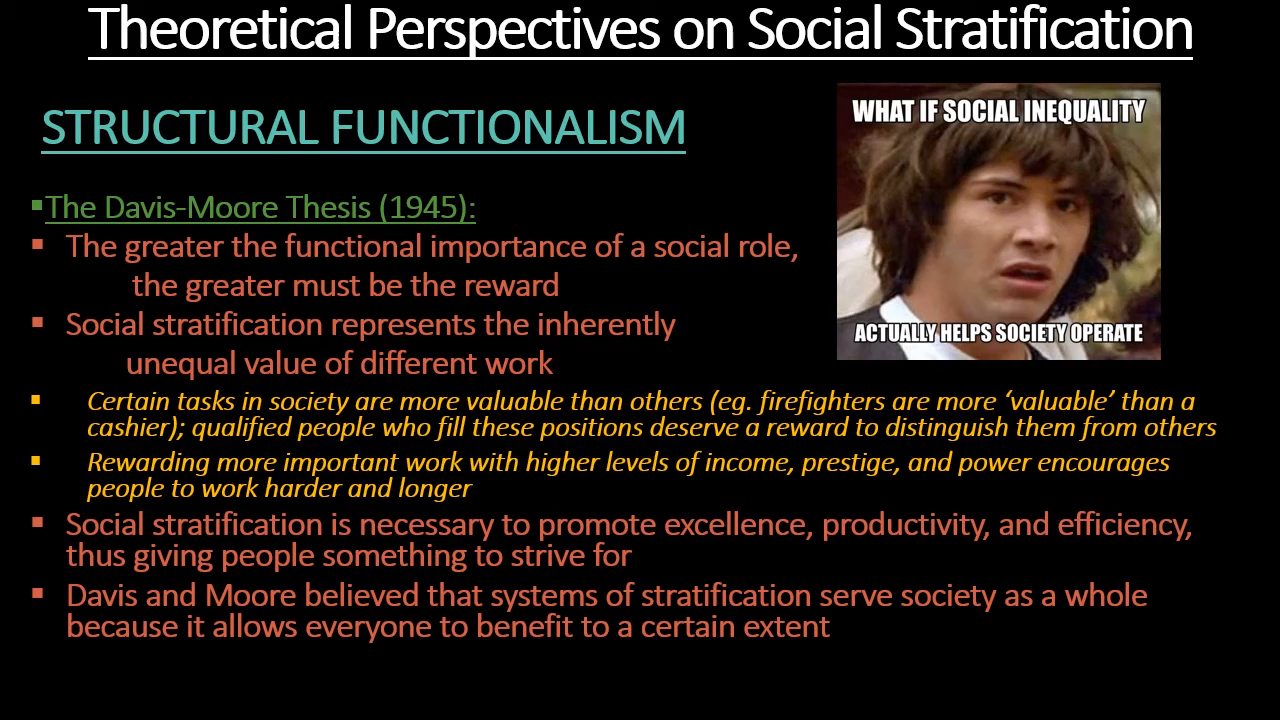 Theoretical Perspectives on Social Stratification
STRUCTURAL FUNCTIONALISM
WHAT IF SOCIAL INEQUALITY
ACTUALLY HELPS SOCIETY OPERATE
▪The Davis-Moore Thesis (1945):
▪ The greater the functional importance of a social role,
the greater must be the reward
▪ Social stratification represents the inherently
unequal value of different work
▪ Certain tasks in society are more valuable than others (eg. firefighters are more ‘valuable’ than a
cashier); qualified people who fill these positions deserve a reward to distinguish them from others
▪ Rewarding more important work with higher levels of income, prestige, and power encourages
people to work harder and longer
▪ Social stratification is necessary to promote excellence, productivity, and efficiency,
thus giving people something to strive for
▪ Davis and Moore believed that systems of stratification serve society as a whole
because it allows everyone to benefit to a certain extent